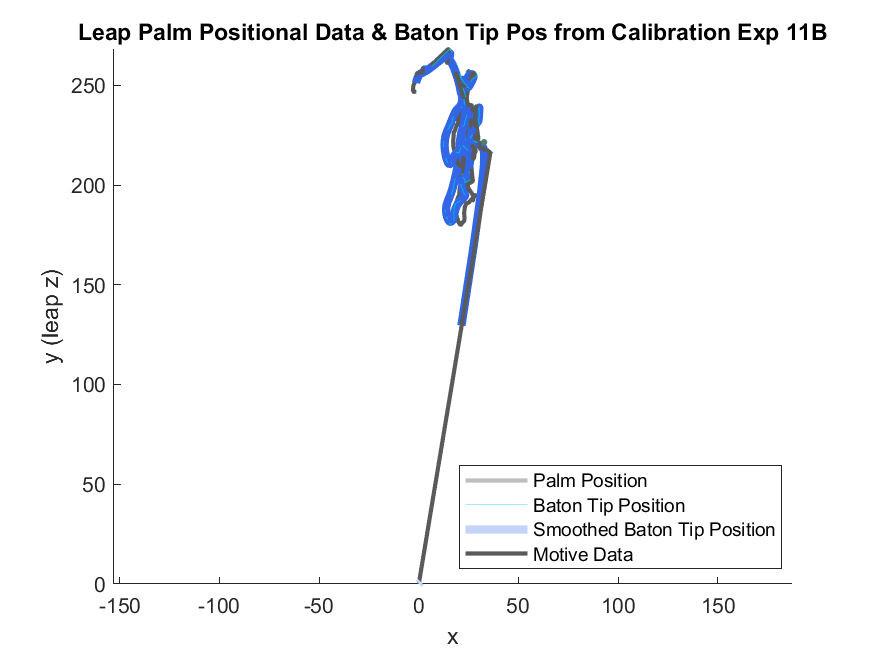 Leap Palm Positional Data & Baton Tip Pos from Calibration Exp 11B
250
200
150
100
50
0
y (leap z)
-150 -100 -50 0 50 100 150
x
Palm Position
Baton Tip Position
Smoothed Baton Tip Position
Motive Data